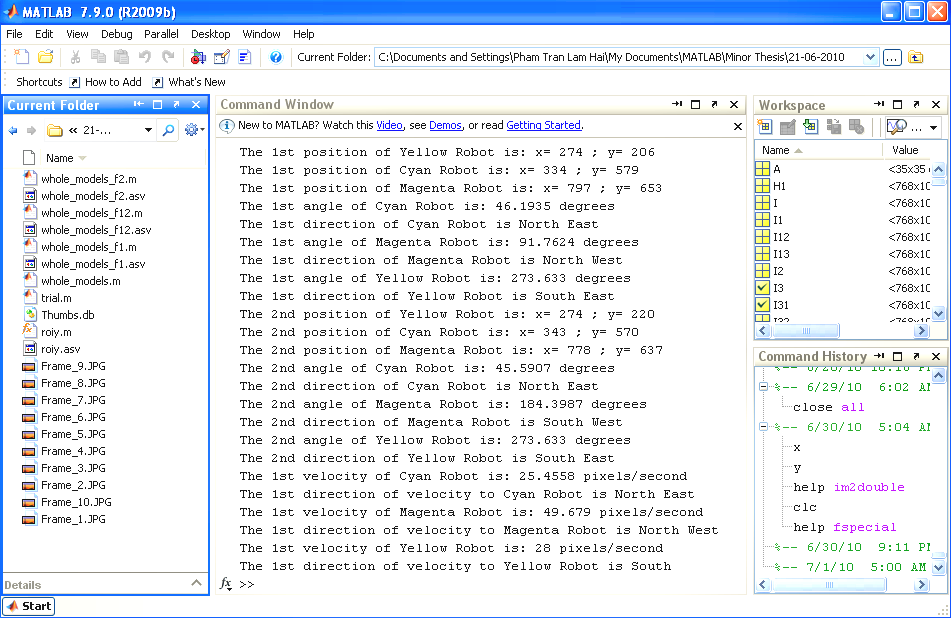 MATLAB 7.9.0 (R2009b)
File Edit View Debug Parallel Desktop Window Help
Current Folder: C:\Documents and Settings\Pham Tran Lam Hai\My Documents\MATLAB\Minor Thesis\21-06-2010
Shortcuts How to Add What's New
Current Folder
« 21-...
Name
whole_models_f2.m
whole_models_f2.asv
whole_models_f12.m
whole_models_f12.asv
whole_models_f1.m
whole_models_f1.asv
whole_models.m
trial.m
Thumbs.db
roiy.m
roiy.asv
Frame_9.JPG
Frame_8.JPG
Frame_7.JPG
Frame_6.JPG
Frame_5.JPG
Frame_4.JPG
Frame_3.JPG
Frame_2.JPG
Frame_10.JPG
Frame_1.JPG
Details
Start
Command Window
New to MATLAB? Watch this Video, see Demos, or read Getting Started.
The 1st position of Yellow Robot is: x= 274 ; y= 206
The 1st position of Cyan Robot is: x= 334 ; y= 579
The 1st position of Magenta Robot is: x= 797 ; y= 653
The 1st angle of Cyan Robot is: 46.1935 degrees
The 1st direction of Cyan Robot is North East
The 1st angle of Magenta Robot is: 91.7624 degrees
The 1st direction of Magenta Robot is North West
The 1st angle of Yellow Robot is: 273.633 degrees
The 1st direction of Yellow Robot is South East
The 2nd position of Yellow Robot is: x= 274 ; y= 220
The 2nd position of Cyan Robot is: x= 343 ; y= 570
The 2nd position of Magenta Robot is: x= 778 ; y= 637
The 2nd angle of Cyan Robot is: 45.5907 degrees
The 2nd direction of Cyan Robot is North East
The 2nd angle of Magenta Robot is: 184.3987 degrees
The 2nd direction of Magenta Robot is South West
The 2nd angle of Yellow Robot is: 273.633 degrees
The 2nd direction of Yellow Robot is South East
The 1st velocity of Cyan Robot is: 25.4558 pixels/second
The 1st direction of velocity to Cyan Robot is North East
The 1st velocity of Magenta Robot is: 49.679 pixels/second
The 1st direction of velocity to Magenta Robot is North West
The 1st velocity of Yellow Robot is: 28 pixels/second
The 1st direction of velocity to Yellow Robot is South
fx >>
Workspace
Name Value
A <35x35
H1 <768x10
I <768x10
I1 <768x10
I12 <768x10
I13 <768x10
I2 <768x10
I3 <768x10
I31 <768x10
Command History
%-- 6/29/10 6:02 AM
close all
%-- 6/30/10 5:04 AM
x
y
help im2double
clc
help fspecial
%-- 6/30/10 9:11 PM
%-- 7/1/10 5:00 AM